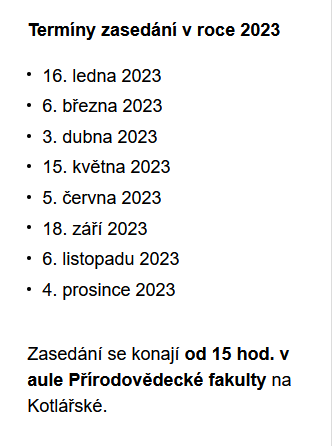 Termíny zasedání v roce 2023
• 16. ledna 2023
• 6. března 2023
• 3. dubna 2023
• 15. května 2023
• 5. června 2023
• 18. září 2023
• 6. listopadu 2023
• 4. prosince 2023
Zasedání se konají od 15 hod. v
aule Přírodovědecké fakulty na
Kotlářské.